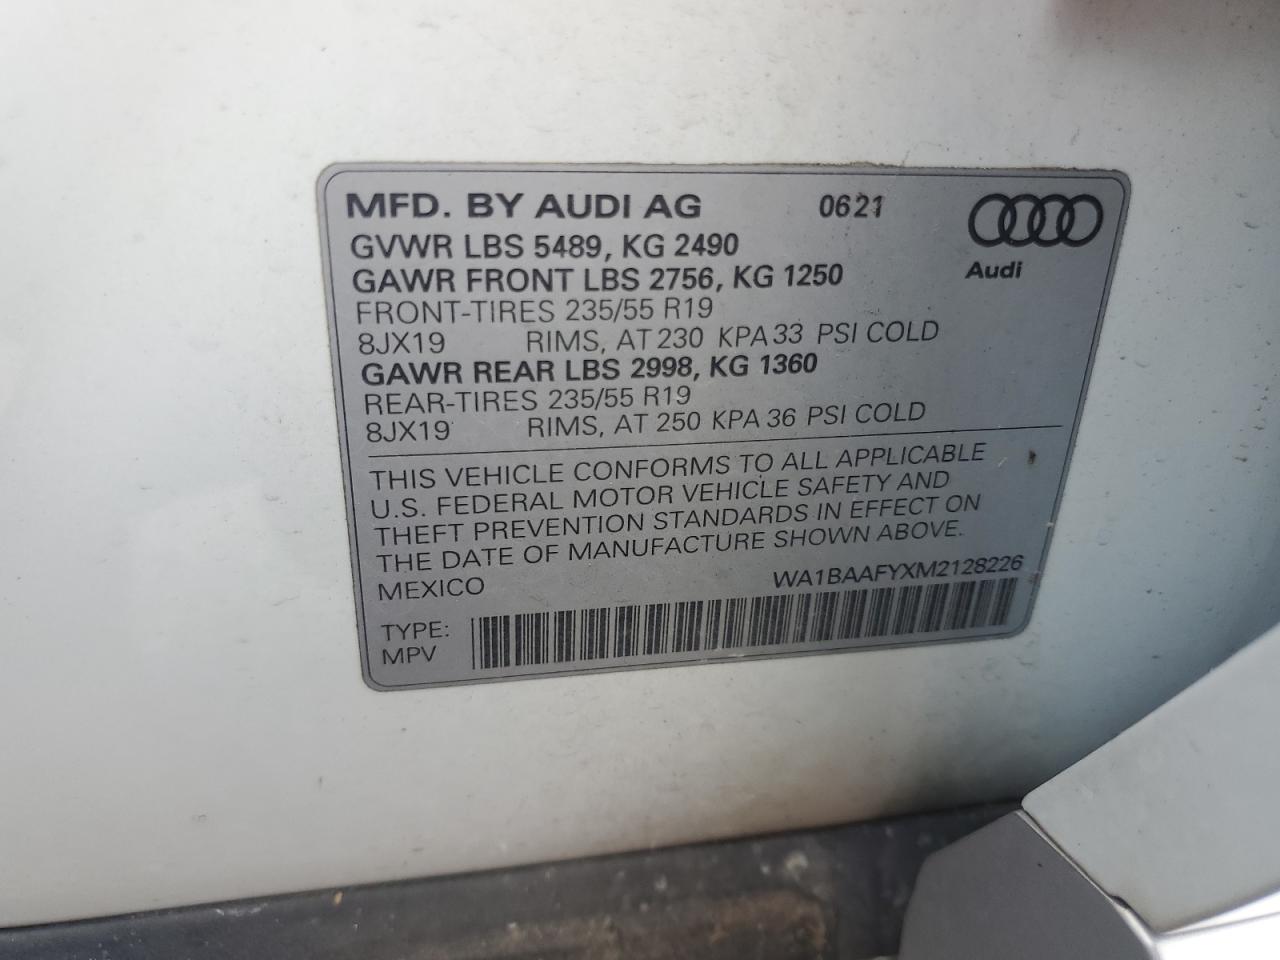 MFD. BY AUDI AG 0621
GVWR LBS 5489, KG 2490
GAWR FRONT LBS 2756, KG 1250
Audi
FRONT-TIRES 235/55 R19
8JX19 RIMS, AT 230 KPA 33 PSI COLD
GAWR REAR LBS 2998, KG 1360
REAR-TIRES 235/55 R19
8JX19 RIMS, AT 250 KPA 36 PSI COLD
THIS VEHICLE CONFORMS TO ALL APPLICABLE
U.S. FEDERAL MOTOR VEHICLE SAFETY AND
THEFT PREVENTION STANDARDS IN EFFECT ON
THE DATE OF MANUFACTURE SHOWN ABOVE.
MEXICO WA1BAAFYXM2128226
TYPE:
MPV